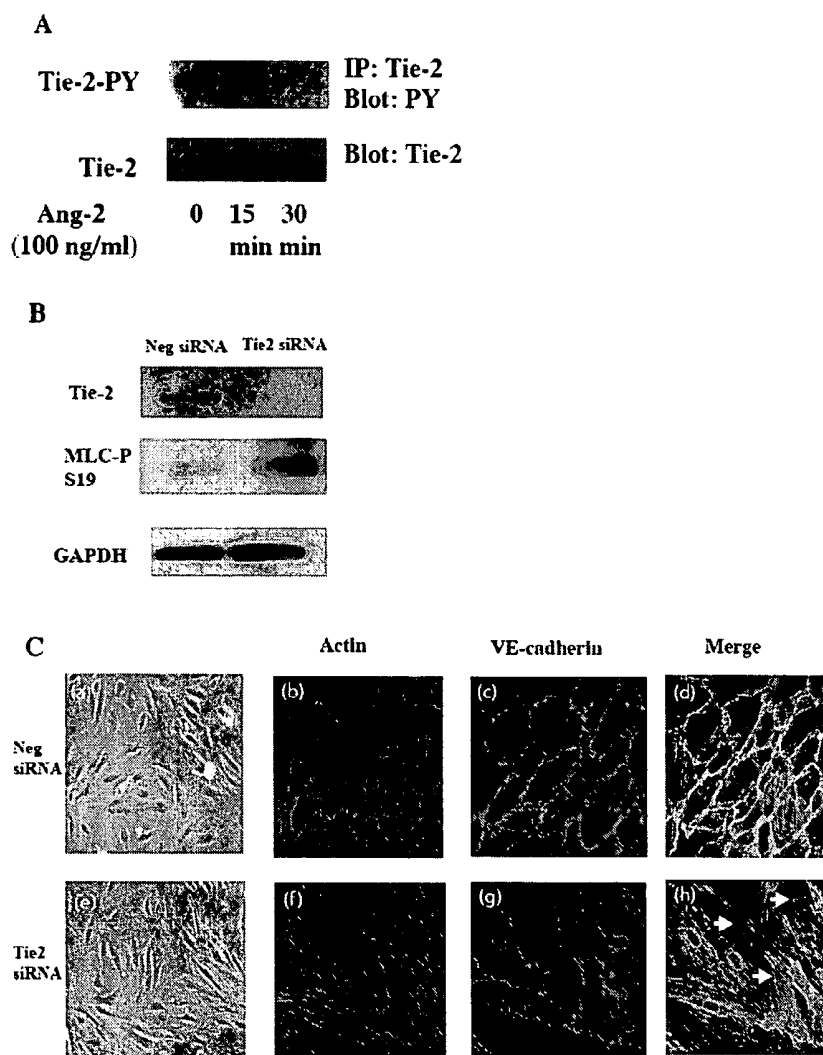 A
Tie-2-PY
IP: Tie-2
Blot: PY
Tie-2
Blot: Tie-2
Ang-2
(100 ng/ml)
0 15 30
min min
B
Neg siRNA Tie2 siRNA
Tie-2
MLC-P
S19
GAPDH
C
Actin VE-cadherin Merge
Neg
siRNA
(a) (b) (c) (d)
Tie2
siRNA
(e) (f) (g) (h)